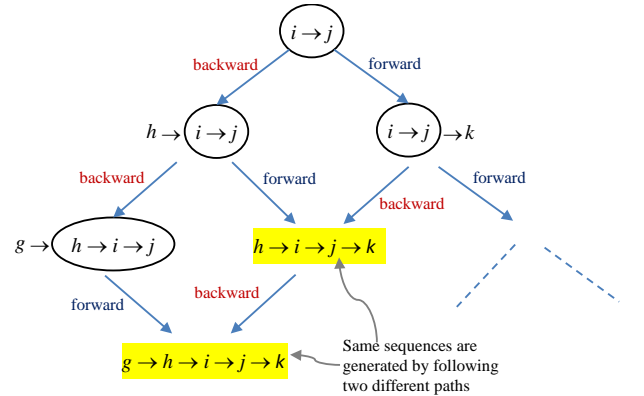 i → j
backward
forward
h → i → j
i → j → k
backward
forward
backward
forward
g → h → i → j
h → i → j → k
forward
backward
g → h → i → j → k
Same sequences are
generated by following
two different paths